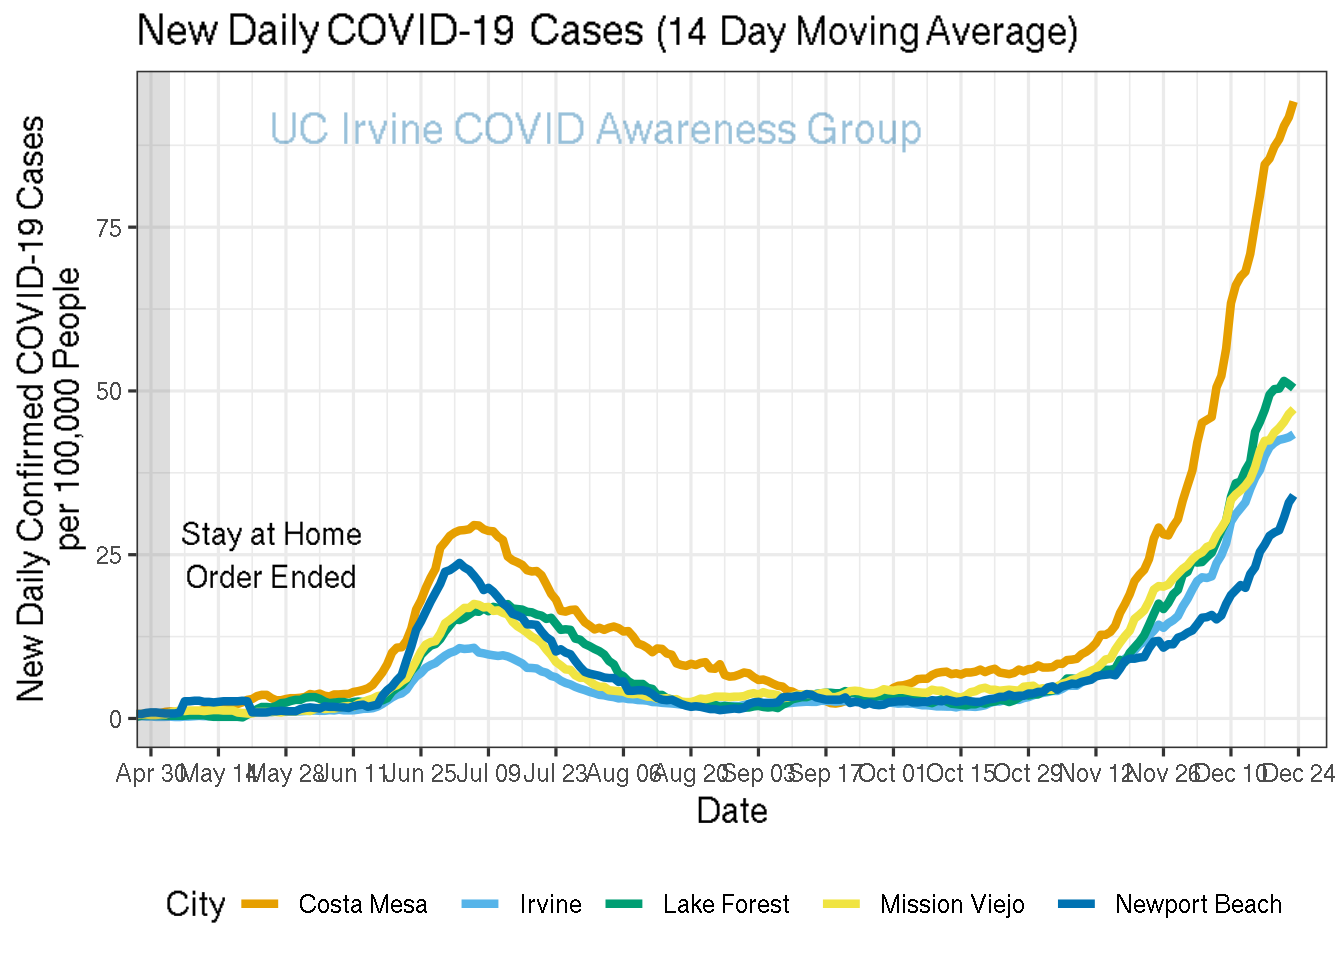 New Daily COVID-19 Cases (14 Day Moving Average)
UC Irvine COVID Awareness Group
New Daily Confirmed COVID-19 Cases
per 100,000 People
75
50
25
0
Stay at Home
Order Ended
Apr 30 May 14 May 28 Jun 11 Jun 25 Jul 09 Jul 23 Aug 06 Aug 20 Sep 03 Sep 17 Oct 01 Oct 15 Oct 29 Nov 12 Nov 26 Dec 10 Dec 24
Date
City Costa Mesa Irvine Lake Forest Mission Viejo Newport Beach